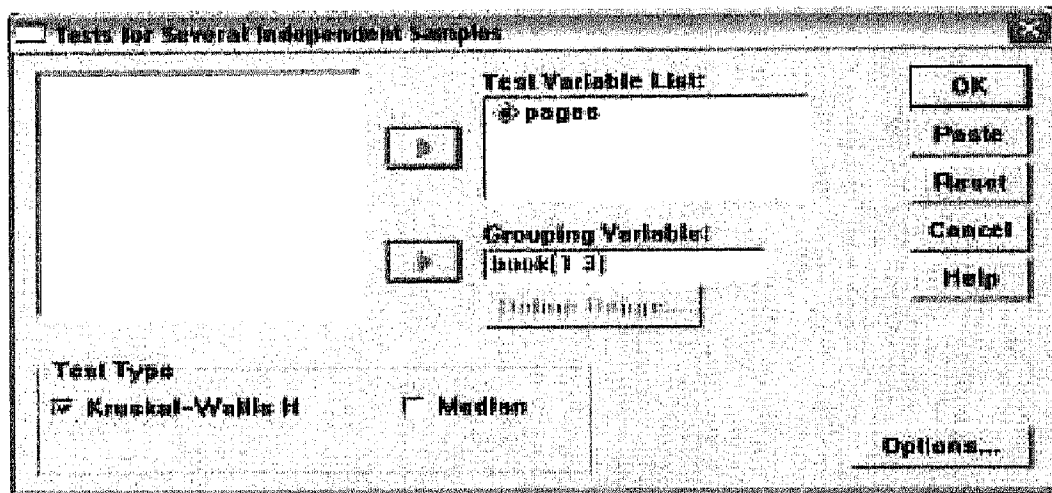 Tests for Several Independent Samples
Test Variable List:
pages
OK
Paste
Reset
Cancel
Help
Grouping Variable:
book(1 3)
Define Range...
Test Type
Kruskal-Wallis H
Median
Options...